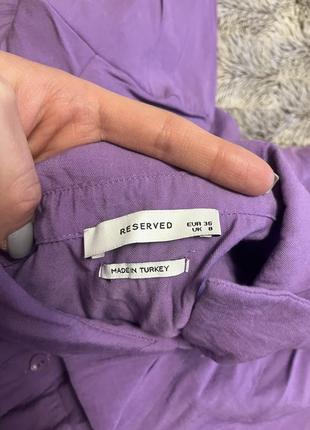 RESERVED EUR 36
UK 8
MADE IN TURKEY